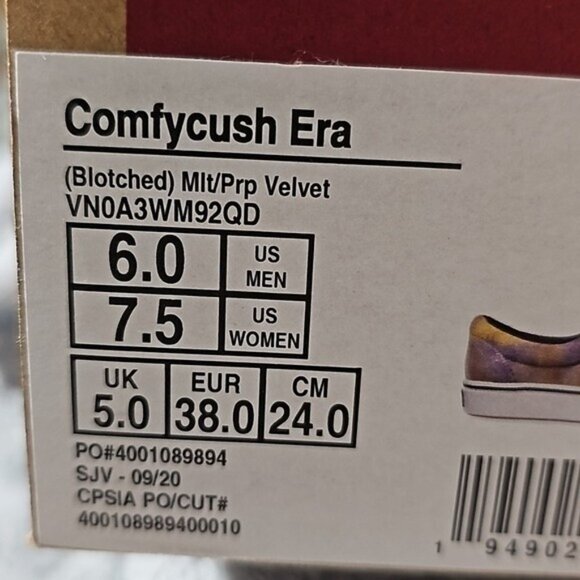 Comfycush Era
(Blotched) Mlt/Prp Velvet
VN0A3WM92QD
6.0 US MEN
7.5 US WOMEN
UK EUR CM
5.0 38.0 24.0
PO#4001089894
SJV - 09/20
CPSIA PO/CUT#
400108989400010
1 94902